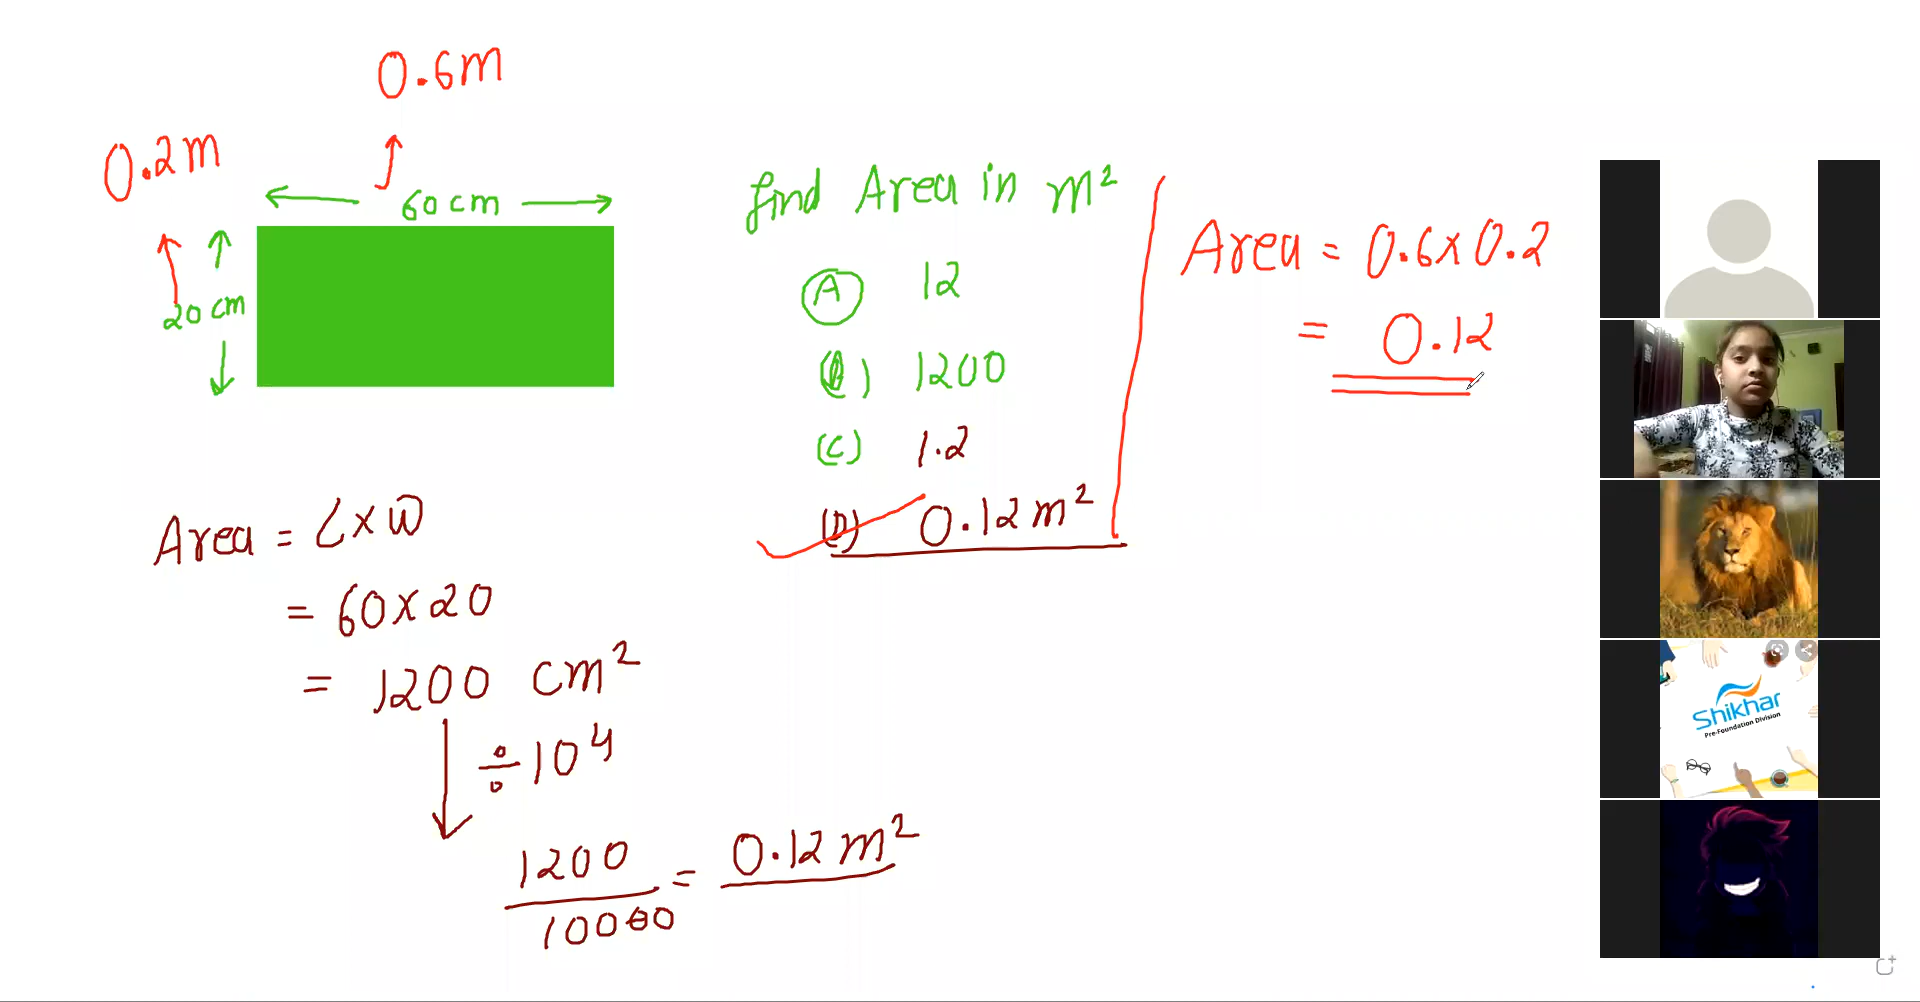 0.6m
0.2m
60 cm
20 cm
find Area in m²
(A) 12
(B) 1200
(C) 1.2
(D) 0.12 m²
Area = 0.6 x 0.2
= 0.12
Area = L x W
= 60 x 20
= 1200 cm²
÷ 10⁴
1200
10000
= 0.12 m²
Shikhar
Pre-Foundation Division